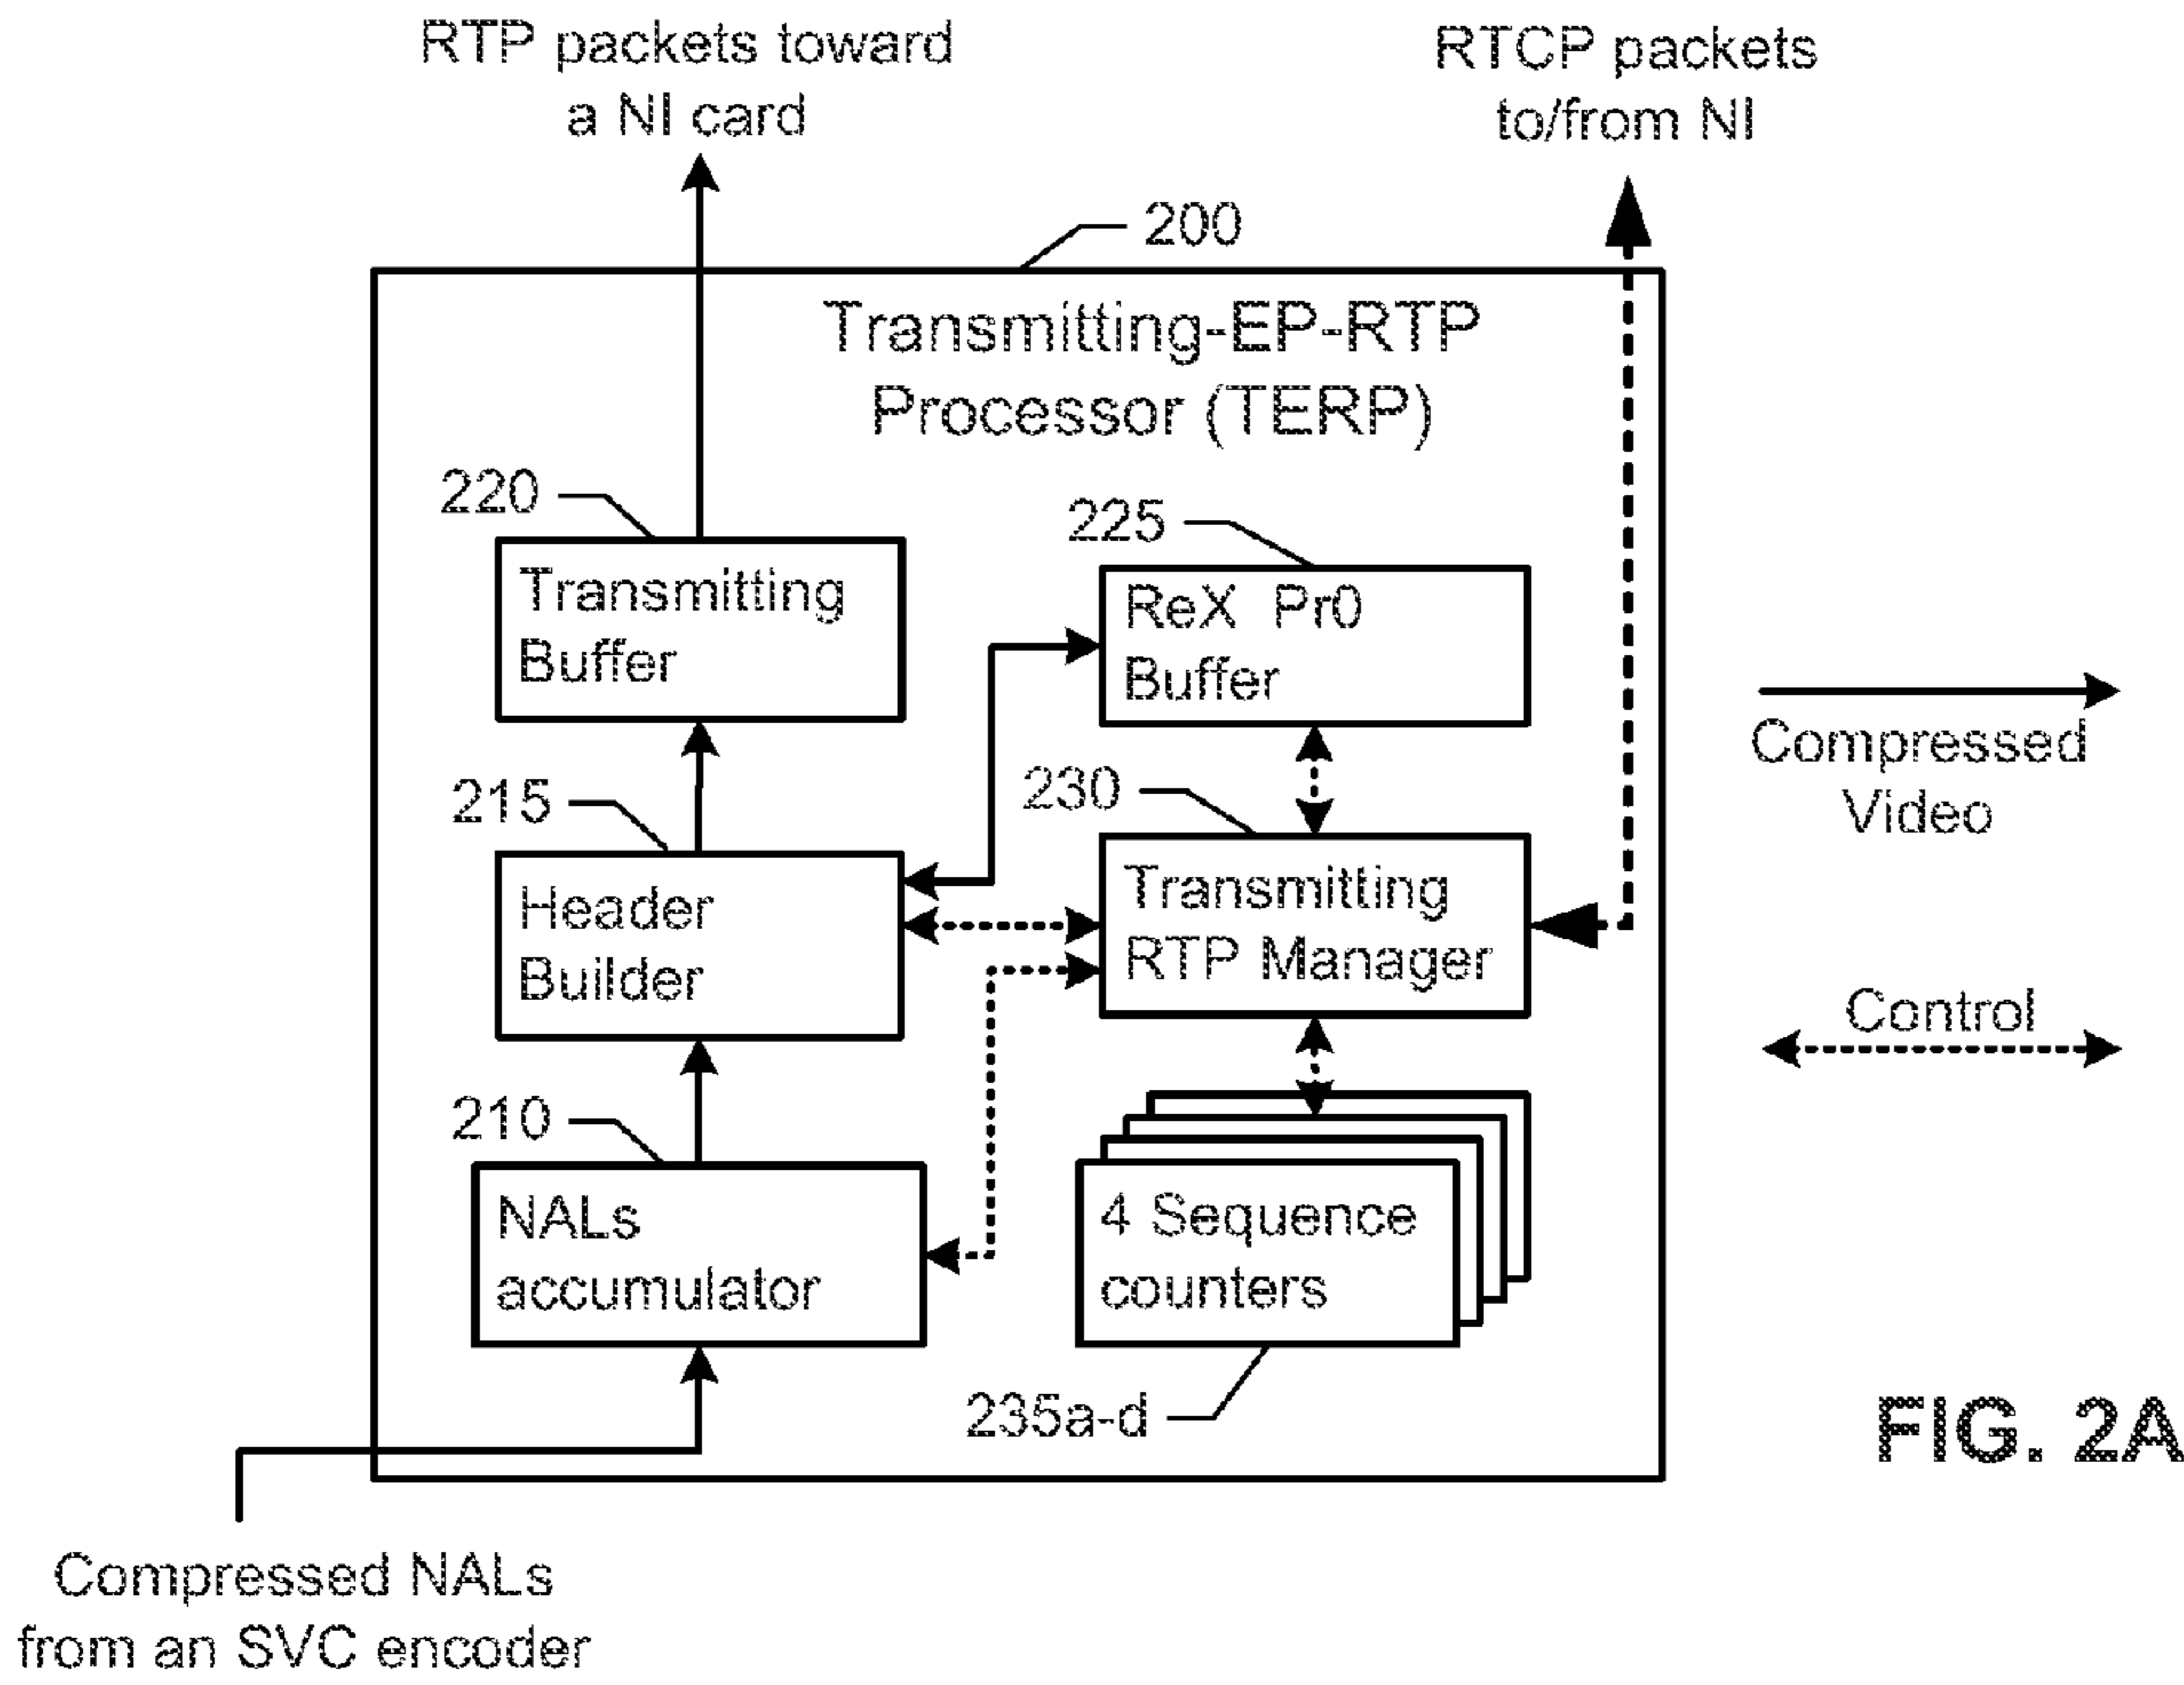 RTP packets toward
a NI card
RTCP packets
to/from NI
200
Transmitting-EP-RTP
Processor (TERP)
220
Transmitting
Buffer
225
ReX Pr0
Buffer
215
Header
Builder
230
Transmitting
RTP Manager
210
NALs
accumulator
4 Sequence
counters
235a-d
Compressed NALs
from an SVC encoder
Compressed
Video
Control
FIG. 2A